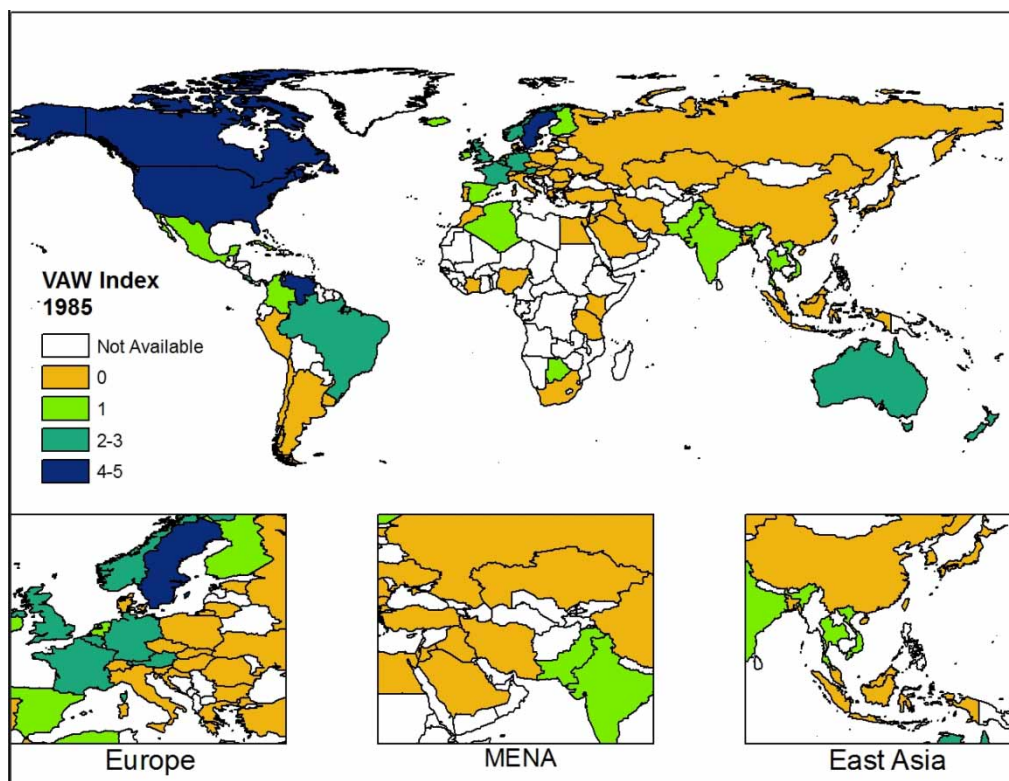 VAW Index
1985
Not Available
0
1
2-3
4-5
Europe
MENA
East Asia